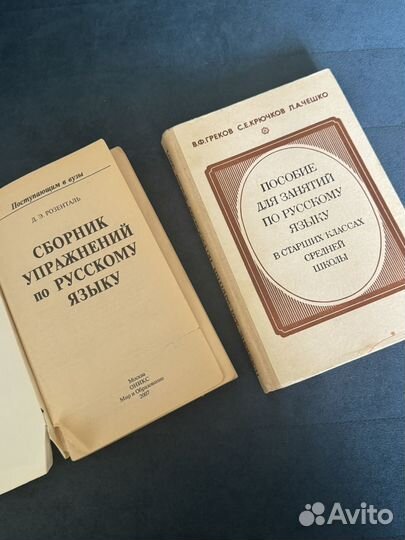 Поступающим в вузы
Д. Э. РОЗЕНТАЛЬ
СБОРНИК
УПРАЖНЕНИЙ
ПО РУССКОМУ
ЯЗЫКУ
Москва
ОНИКС
Мир и Образование
2007
В.Ф.ГРЕКОВ С.Е.КРЮЧКОВ Л.А.ЧЕШКО
ПОСОБИЕ
ДЛЯ ЗАНЯТИЙ
ПО РУССКОМУ
ЯЗЫКУ
В СТАРШИХ КЛАССАХ
СРЕДНЕЙ
ШКОЛЫ
Avito